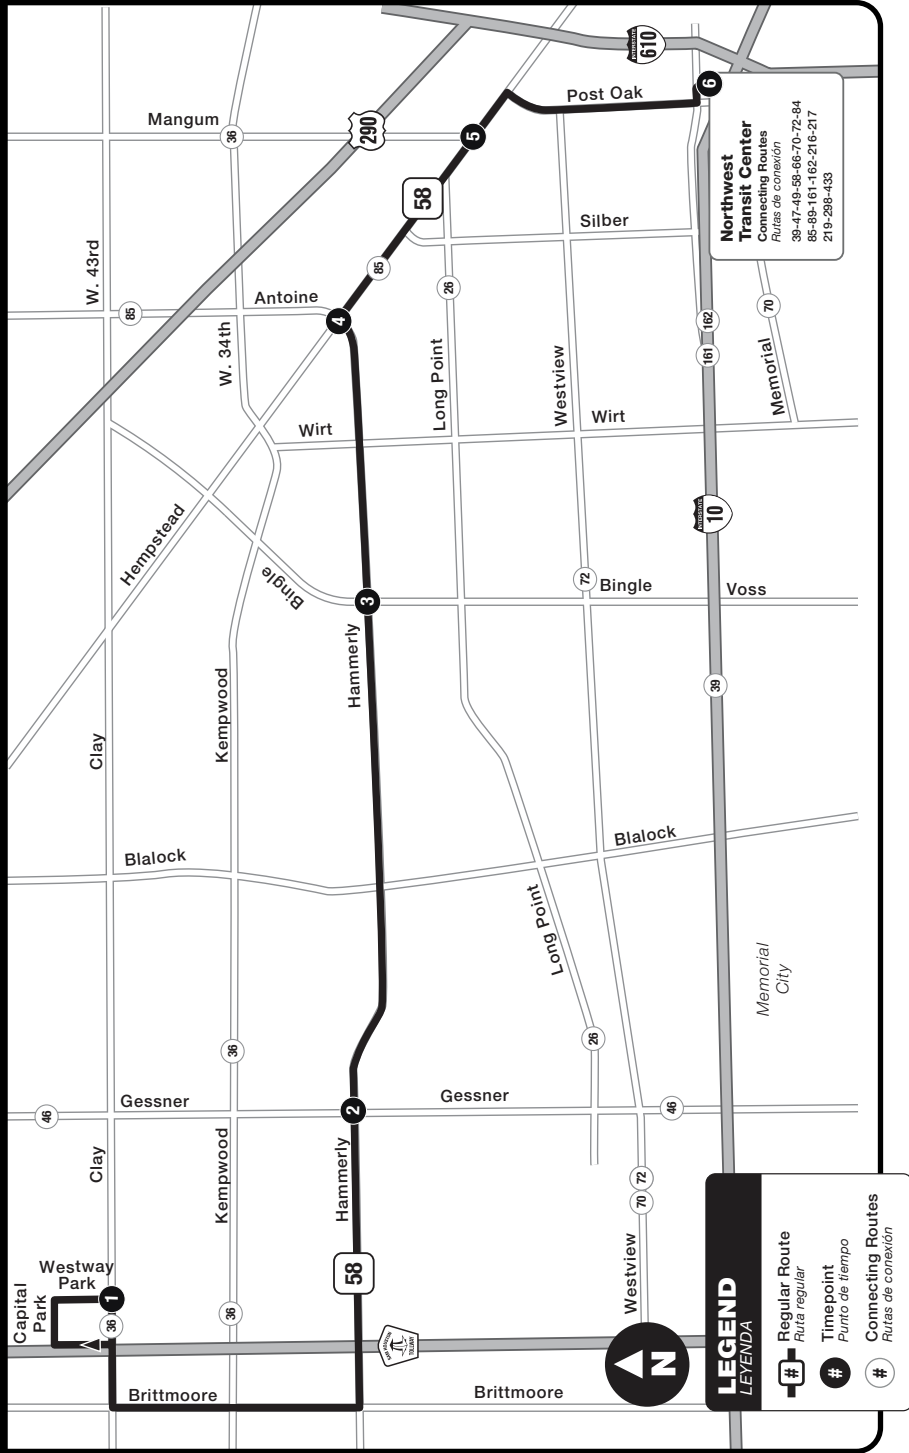 INTERSTATE
610
Mangum
36
290
Post Oak
6
5
58
Northwest
Transit Center
Connecting Routes
Rutas de conexión
39-47-49-58-66-70-72-84
85-89-161-162-216-217
219-298-433
Silber
W. 43rd
85
26
Antoine
85
4
W. 34th
162
161
70
Long Point
Westview
Memorial
Wirt
Wirt
INTERSTATE
10
Hempstead
Bingle
72
Bingle
Voss
3
Hammerly
39
Clay
Kempwood
Blalock
Blalock
Long Point
Memorial
City
36
26
Gessner
Gessner
46
2
46
Clay
Kempwood
Hammerly
72
70
Westview
Capital
Park
Westway
Park
1
36
36
58
SAM HOUSTON
TOLLWAY
N
Brittmoore
Brittmoore
LEGEND
LEYENDA
# Regular Route
Ruta regular
# Timepoint
Punto de tiempo
# Connecting Routes
Rutas de conexión